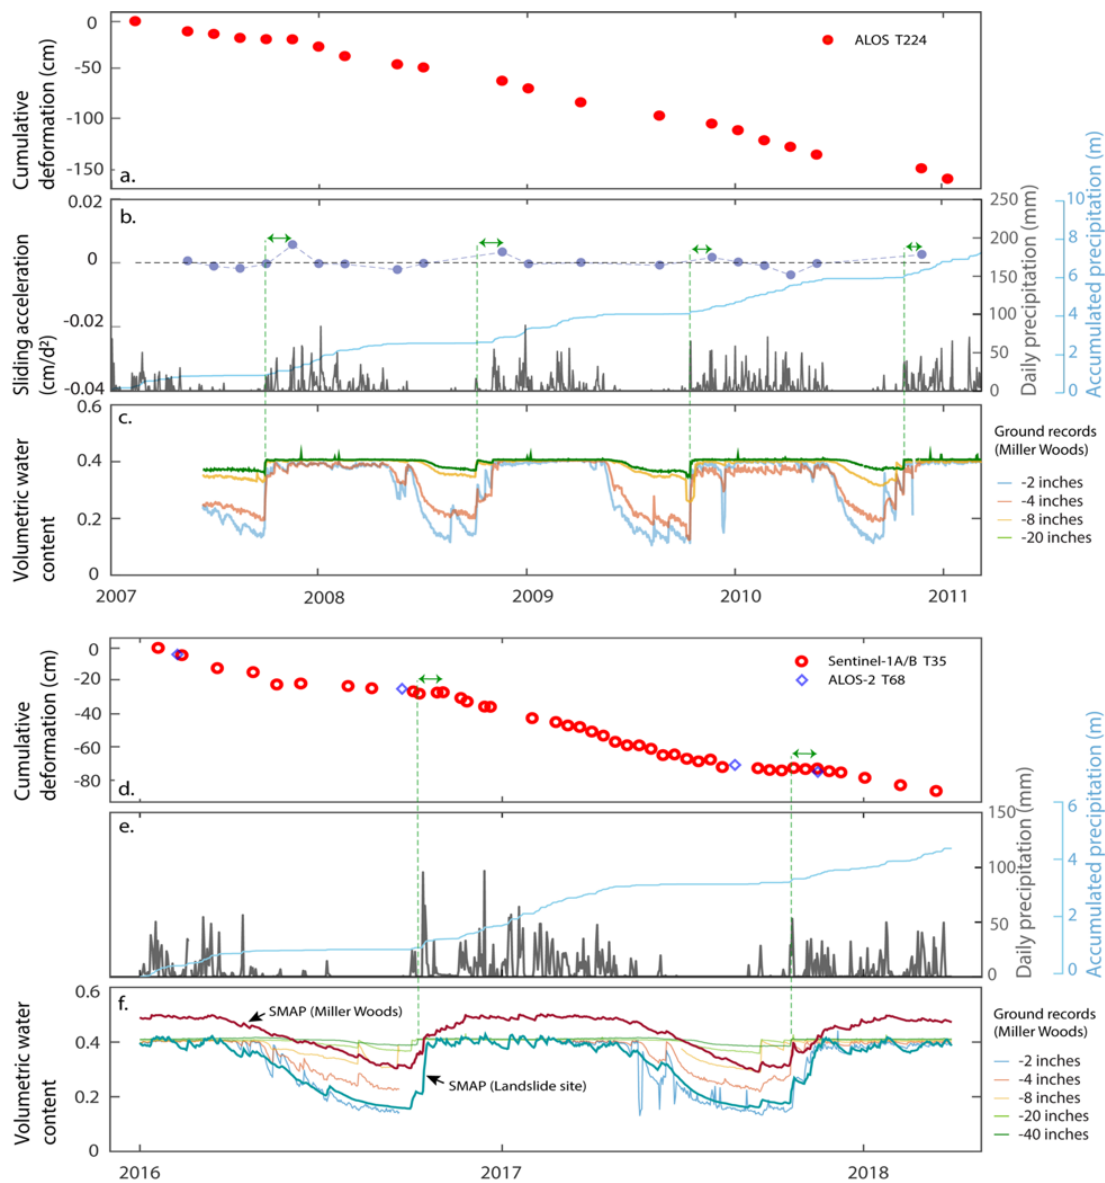 Cumulative
deformation (cm)
0
-50
-100
-150
a.
ALOS T224
Sliding acceleration
(cm/d²)
0.02
0
-0.02
-0.04
b.
250
200
150
100
50
0
Daily precipitation (mm)
10
8
6
4
2
0
Accumulated precipitation (m)
Volumetric water
content
0.6
0.4
0.2
0
c.
Ground records
(Miller Woods)
-2 inches
-4 inches
-8 inches
-20 inches
2007
2008
2009
2010
2011
Cumulative
deformation (cm)
0
-20
-40
-60
-80
d.
Sentinel-1A/B T35
ALOS-2 T68
e.
150
100
50
0
Daily precipitation (mm)
6
4
2
0
Accumulated precipitation (m)
Volumetric water
content
0.6
0.4
0.2
0
f.
SMAP (Miller Woods)
SMAP (Landslide site)
Ground records
(Miller Woods)
-2 inches
-4 inches
-8 inches
-20 inches
-40 inches
2016
2017
2018